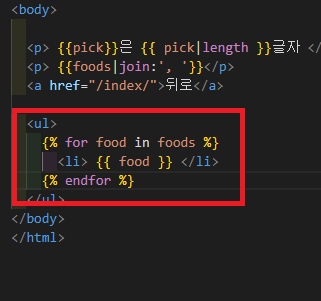 <body>
<p> {{pick}}은 {{ pick|length }}글자 </
<p> {{foods|join:', '}}</p>
<a href="/index/">뒤로</a>
<ul>
{% for food in foods %}
<li> {{ food }} </li>
{% endfor %}
</ul>
</body>
</html>